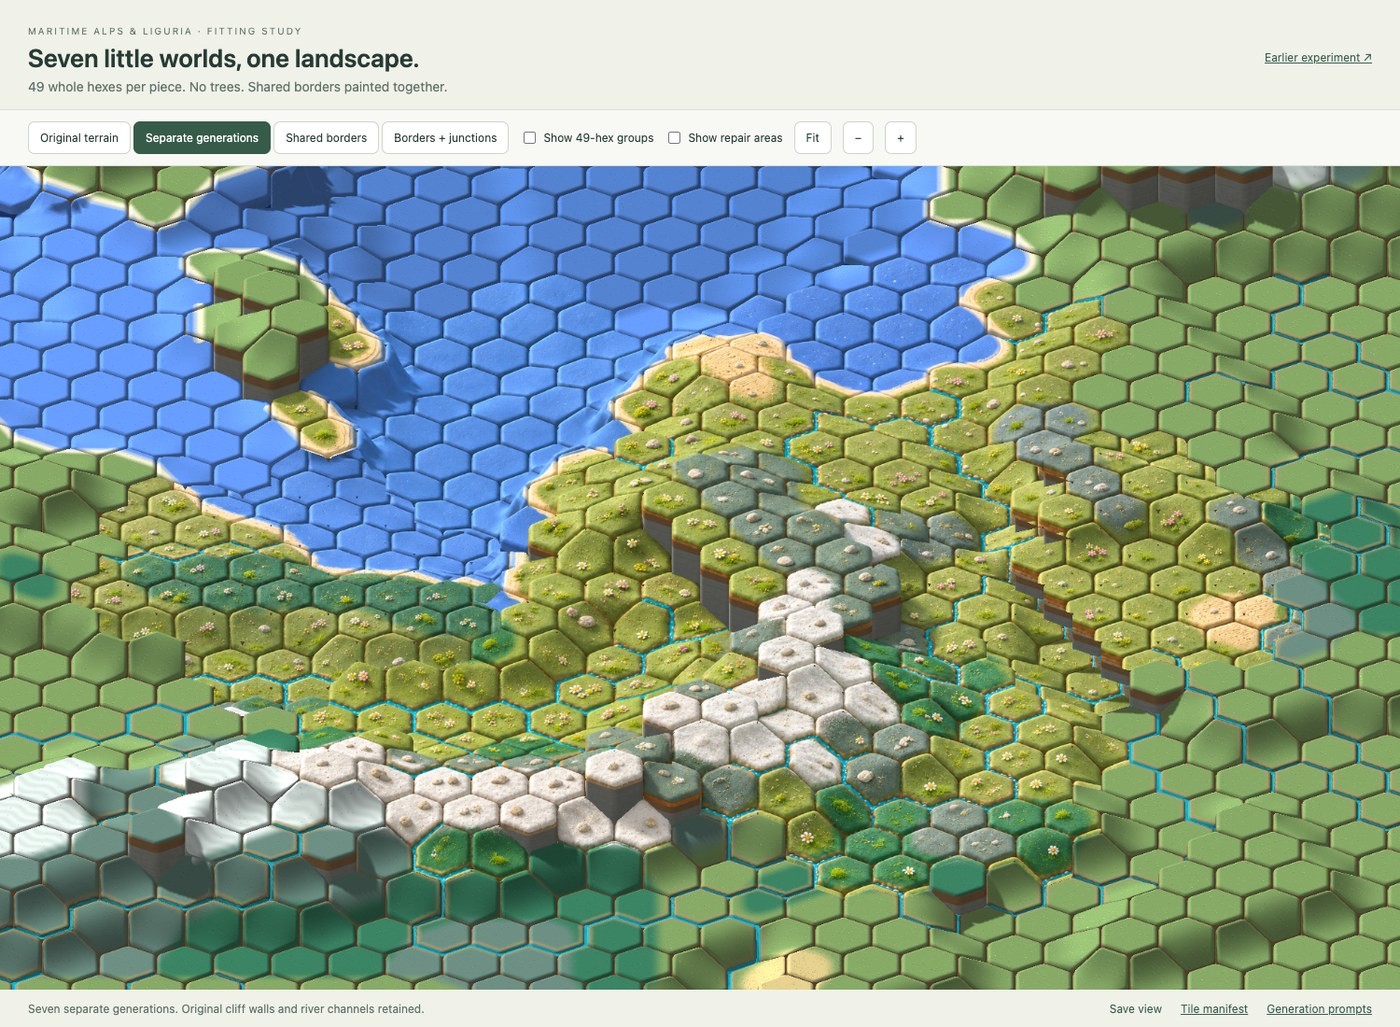 MARITIME ALPS & LIGURIA · FITTING STUDY
Seven little worlds, one landscape.
49 whole hexes per piece. No trees. Shared borders painted together.
Earlier experiment ↗
Original terrain Separate generations Shared borders Borders + junctions Show 49-hex groups Show repair areas Fit − +
Seven separate generations. Original cliff walls and river channels retained.
Save view Tile manifest Generation prompts